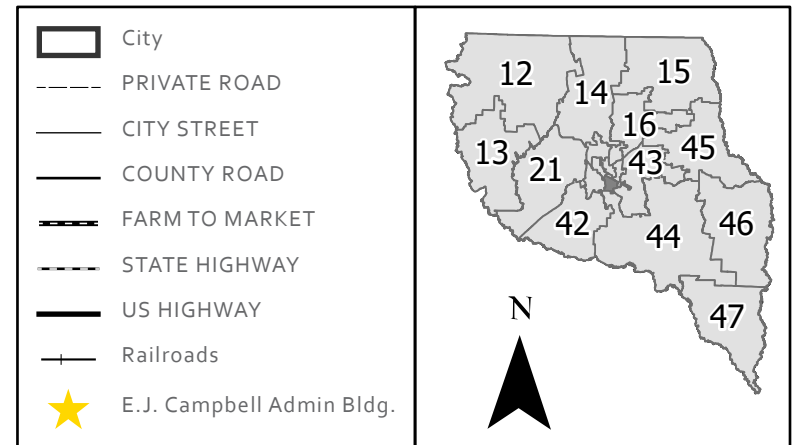 City
PRIVATE ROAD
CITY STREET
COUNTY ROAD
FARM TO MARKET
STATE HIGHWAY
US HIGHWAY
Railroads
E.J. Campbell Admin Bldg.
12
15
14
16
13
45
43
21
42
44
46
47
N